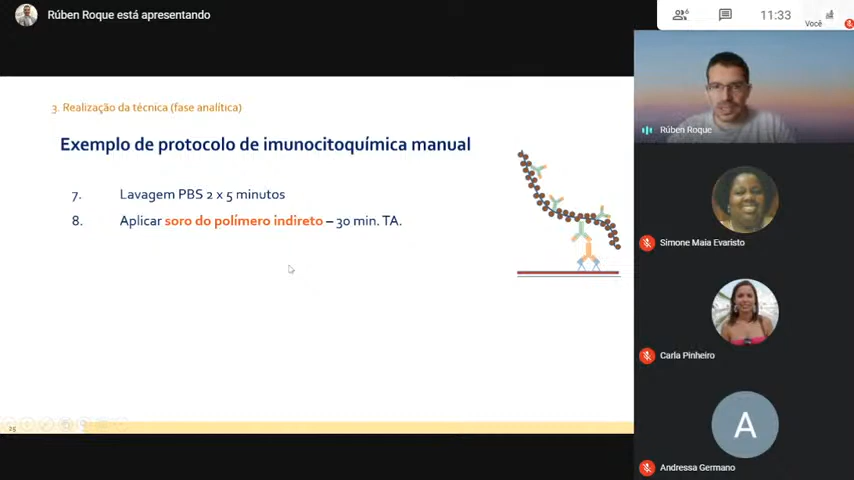 Rúben Roque está apresentando
6
11:33
Você
3. Realização da técnica (fase analítica)
Exemplo de protocolo de imunocitoquímica manual
7. Lavagem PBS 2 x 5 minutos
8. Aplicar soro do polímero indireto – 30 min. TA.
25
Rúben Roque
Simone Maia Evaristo
Carla Pinheiro
A
Andressa Germano